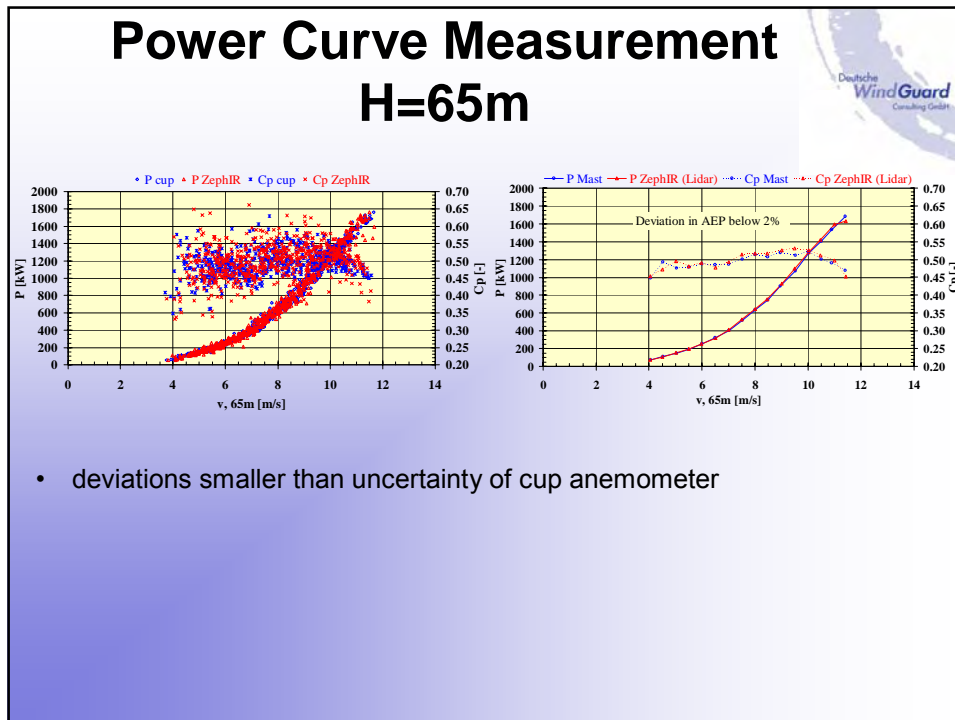 Power Curve Measurement
H=65m
Deutsche
WindGuard
Consulting GmbH
P cup P ZephIR Cp cup Cp ZephIR
2000
1800
1600
1400
1200
1000
800
600
400
200
0
P [kW]
0.70
0.65
0.60
0.55
0.50
0.45
0.40
0.35
0.30
0.25
0.20
Cp [-]
0 2 4 6 8 10 12 14
v, 65m [m/s]
P Mast P ZephIR (Lidar) Cp Mast Cp ZephIR (Lidar)
Deviation in AEP below 2%
2000
1800
1600
1400
1200
1000
800
600
400
200
0
P [kW]
0.70
0.65
0.60
0.55
0.50
0.45
0.40
0.35
0.30
0.25
0.20
Cp [-]
0 2 4 6 8 10 12 14
v, 65m [m/s]
• deviations smaller than uncertainty of cup anemometer